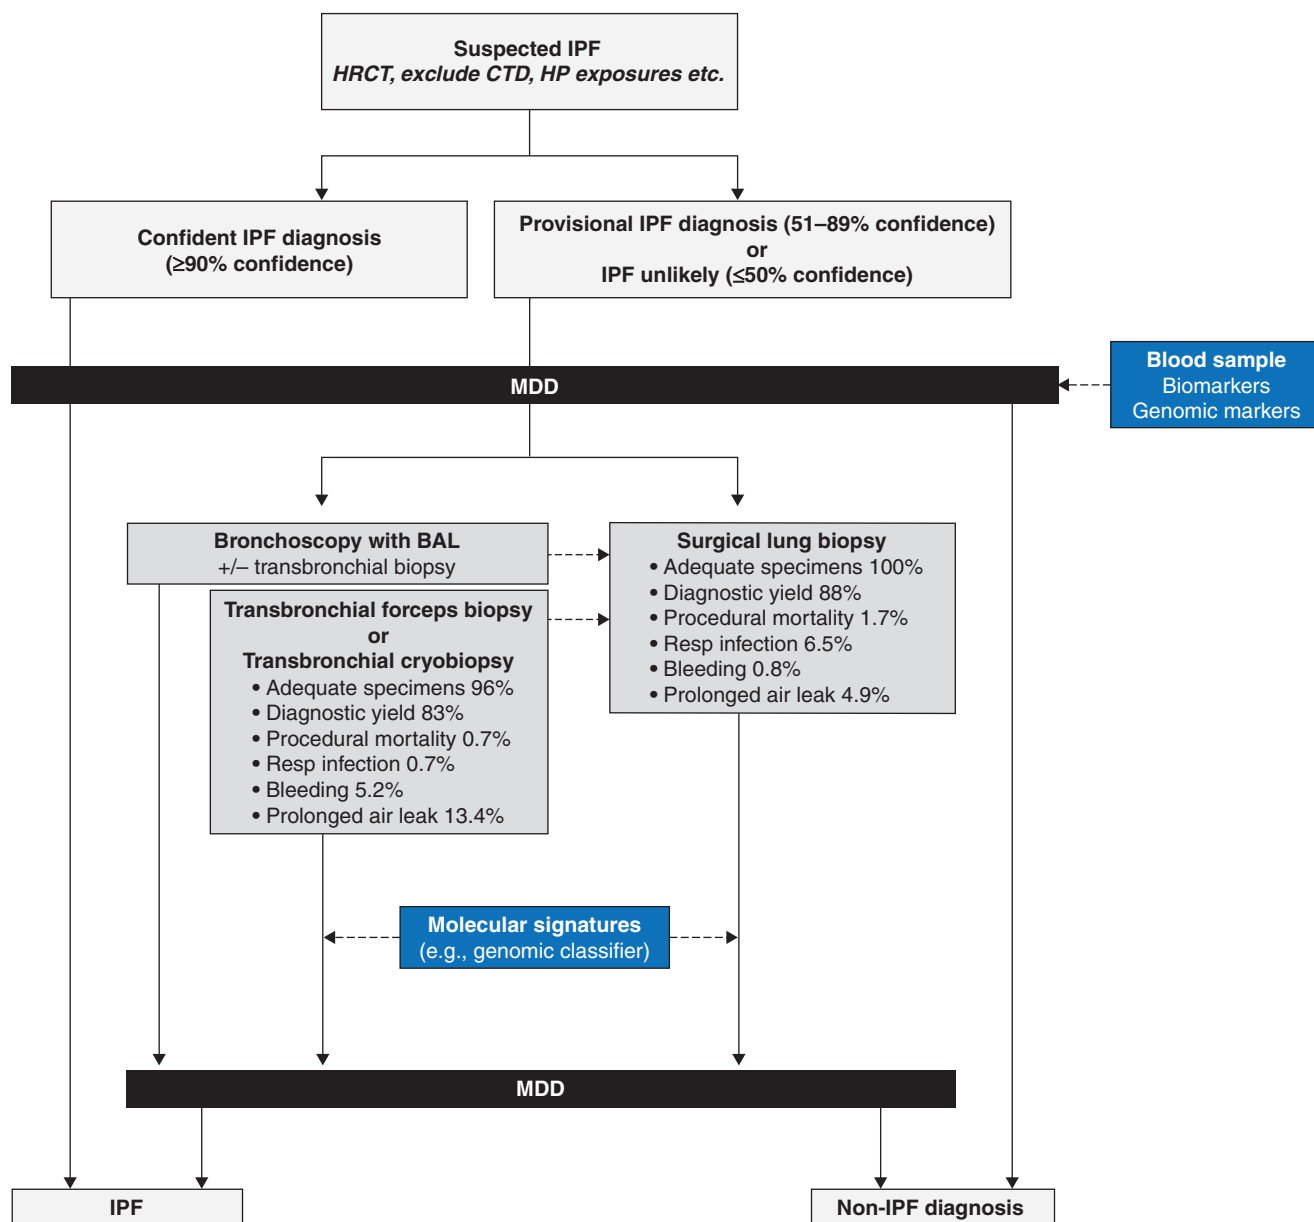 Suspected IPF
HRCT, exclude CTD, HP exposures etc.
Confident IPF diagnosis
(≥90% confidence)
Provisional IPF diagnosis (51–89% confidence)
or
IPF unlikely (≤50% confidence)
Blood sample
Biomarkers
Genomic markers
MDD
Bronchoscopy with BAL
+/– transbronchial biopsy
Transbronchial forceps biopsy
or
Transbronchial cryobiopsy
• Adequate specimens 96%
• Diagnostic yield 83%
• Procedural mortality 0.7%
• Resp infection 0.7%
• Bleeding 5.2%
• Prolonged air leak 13.4%
Surgical lung biopsy
• Adequate specimens 100%
• Diagnostic yield 88%
• Procedural mortality 1.7%
• Resp infection 6.5%
• Bleeding 0.8%
• Prolonged air leak 4.9%
Molecular signatures
(e.g., genomic classifier)
MDD
IPF
Non-IPF diagnosis